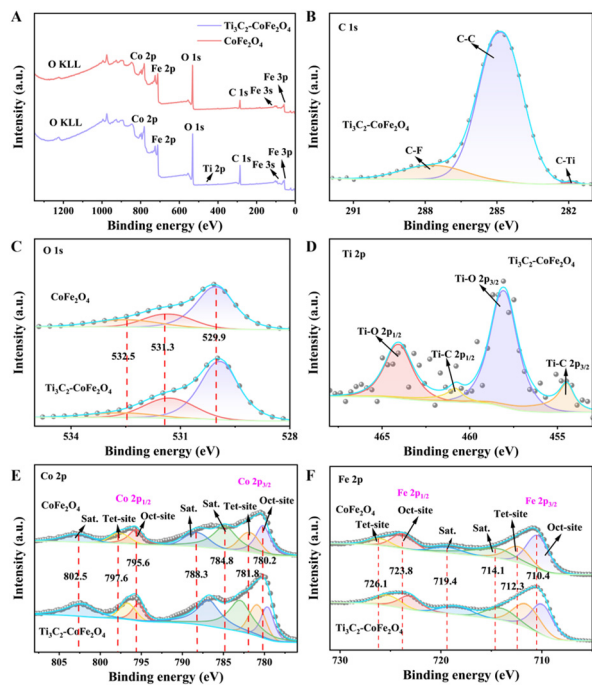 A
Ti₃C₂-CoFe₂O₄
CoFe₂O₄
O KLL
Co 2p
Fe 2p
O 1s
C 1s
Fe 3s
Fe 3p
O KLL
Co 2p
Fe 2p
O 1s
Ti 2p
C 1s
Fe 3s
Fe 3p
Intensity (a.u.)
1200 1000 800 600 400 200 0
Binding energy (eV)
B
C 1s
C-C
Ti₃C₂-CoFe₂O₄
C-F
C-Ti
Intensity (a.u.)
291 288 285 282
Binding energy (eV)
C
O 1s
CoFe₂O₄
532.5
531.3
529.9
Ti₃C₂-CoFe₂O₄
Intensity (a.u.)
534 531 528
Binding energy (eV)
D
Ti 2p
Ti₃C₂-CoFe₂O₄
Ti-O 2p₃/₂
Ti-O 2p₁/₂
Ti-C 2p₁/₂
Ti-C 2p₃/₂
Intensity (a.u.)
465 460 455
Binding energy (eV)
E
Co 2p
CoFe₂O₄
Co 2p₁/₂
Co 2p₃/₂
Sat.
Tet-site
Oct-site
Sat.
Tet-site
Oct-site
802.5
797.6
795.6
788.3
784.8
781.8
780.2
Ti₃C₂-CoFe₂O₄
Intensity (a.u.)
805 800 795 790 785 780
Binding energy (eV)
F
Fe 2p
CoFe₂O₄
Fe 2p₁/₂
Fe 2p₃/₂
Tet-site
Oct-site
Sat.
Sat.
Tet-site
Oct-site
726.1
723.8
719.4
714.1
712.3
710.4
Ti₃C₂-CoFe₂O₄
Intensity (a.u.)
730 720 710
Binding energy (eV)